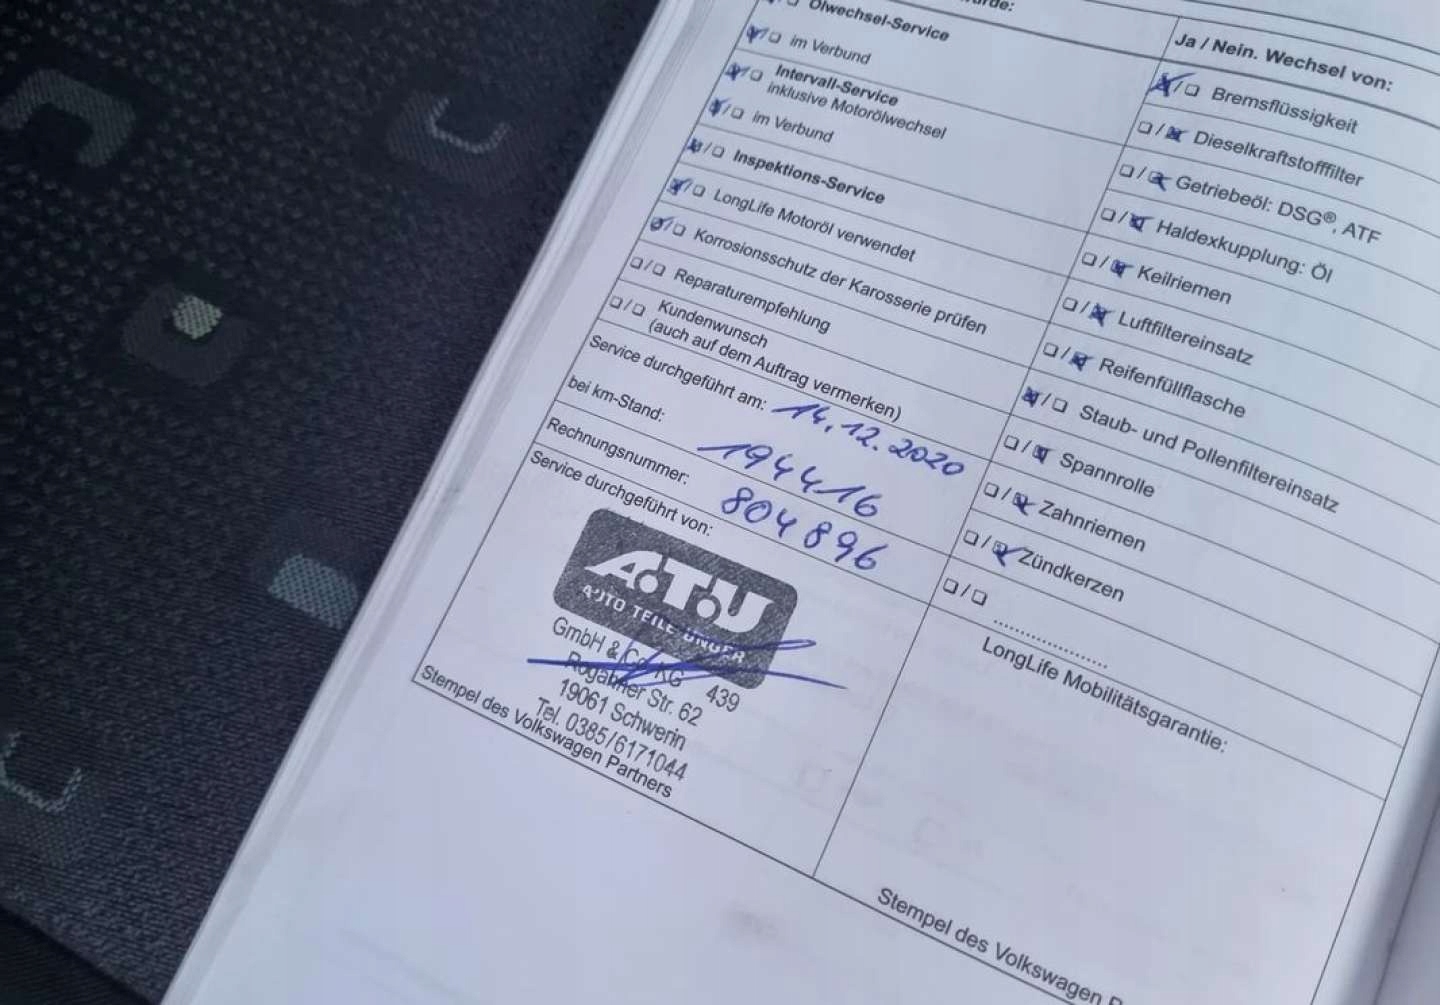 Ölwechsel-Service
im Verbund
Intervall-Service
inklusive Motorölwechsel
im Verbund
Inspektions-Service
LongLife Motoröl verwendet
Korrosionsschutz der Karosserie prüfen
Reparaturempfehlung
Kundenwunsch
(auch auf dem Auftrag vermerken)
Service durchgeführt am: 14.12.2020
bei km-Stand: 194416
Rechnungsnummer: 804896
Service durchgeführt von:
A.T.U
AUTO TEILE UNGER
GmbH & Co. KG 439
Rogahner Str. 62
19061 Schwerin
Tel. 0385/6171044
Stempel des Volkswagen Partners
Ja / Nein. Wechsel von:
Bremsflüssigkeit
Dieselkraftstofffilter
Getriebeöl: DSG®, ATF
Haldexkupplung: Öl
Keilriemen
Luftfiltereinsatz
Reifenfüllflasche
Staub- und Pollenfiltereinsatz
Spannrolle
Zahnriemen
Zündkerzen
....................
LongLife Mobilitätsgarantie:
Stempel des Volkswagen